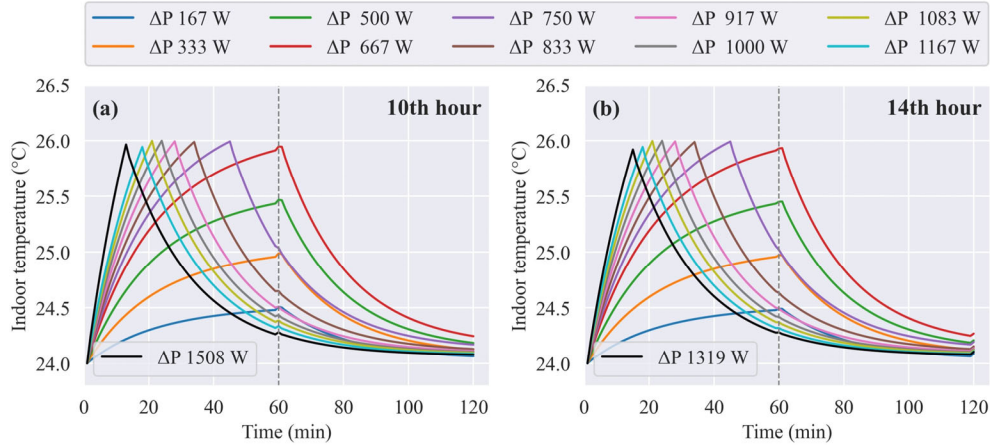 ΔP 167 W ΔP 500 W ΔP 750 W ΔP 917 W ΔP 1083 W
ΔP 333 W ΔP 667 W ΔP 833 W ΔP 1000 W ΔP 1167 W
26.5 26.5
(a) 10th hour (b) 14th hour
26.0 26.0
25.5 25.5
25.0 25.0
24.5 24.5
24.0 24.0
Indoor temperature (°C) Indoor temperature (°C)
ΔP 1508 W ΔP 1319 W
0 20 40 60 80 100 120 0 20 40 60 80 100 120
Time (min) Time (min)